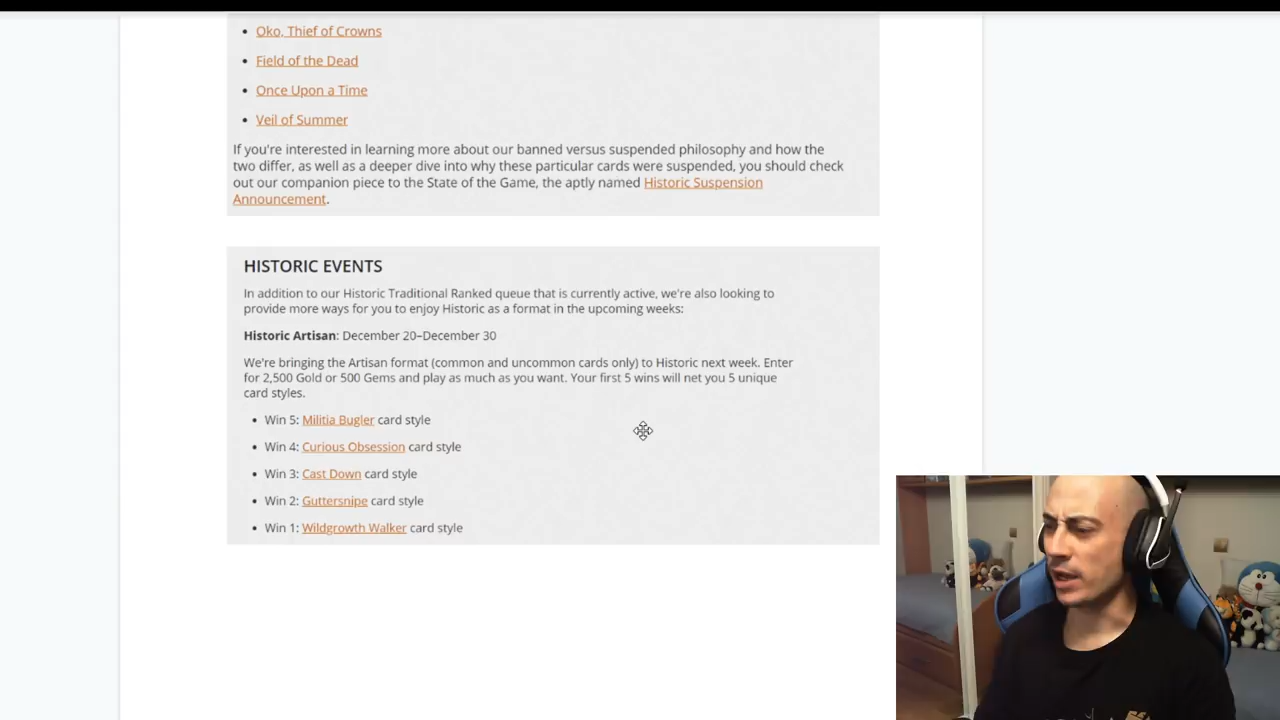 Oko, Thief of Crowns
Field of the Dead
Once Upon a Time
Veil of Summer
If you're interested in learning more about our banned versus suspended philosophy and how the
two differ, as well as a deeper dive into why these particular cards were suspended, you should check
out our companion piece to the State of the Game, the aptly named Historic Suspension
Announcement.
HISTORIC EVENTS
In addition to our Historic Traditional Ranked queue that is currently active, we're also looking to
provide more ways for you to enjoy Historic as a format in the upcoming weeks:
Historic Artisan: December 20–December 30
We're bringing the Artisan format (common and uncommon cards only) to Historic next week. Enter
for 2,500 Gold or 500 Gems and play as much as you want. Your first 5 wins will net you 5 unique
card styles.
Win 5: Militia Bugler card style
Win 4: Curious Obsession card style
Win 3: Cast Down card style
Win 2: Guttersnipe card style
Win 1: Wildgrowth Walker card style